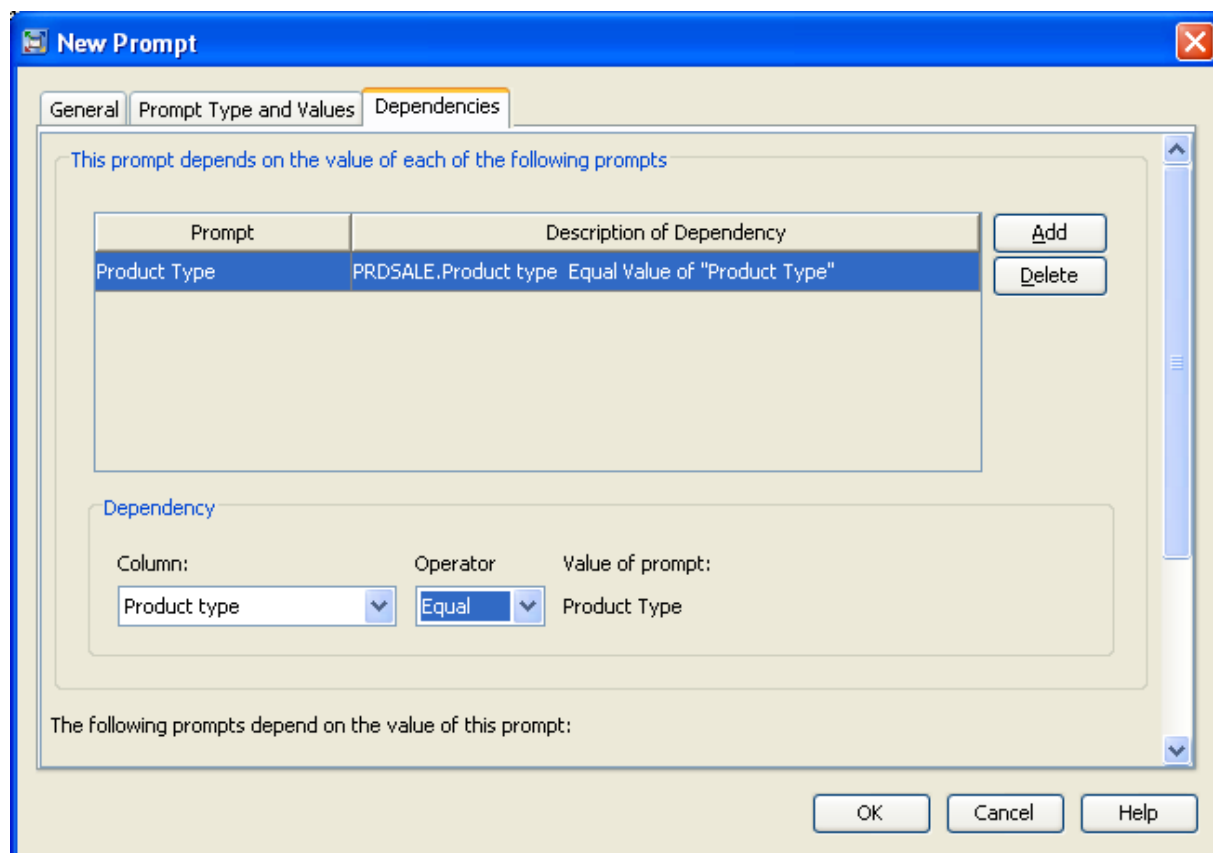 New Prompt
General Prompt Type and Values Dependencies
This prompt depends on the value of each of the following prompts
Prompt Description of Dependency Add
Product Type PRDSALE.Product type Equal Value of "Product Type" Delete
Dependency
Column: Operator Value of prompt:
Product type Equal Product Type
The following prompts depend on the value of this prompt:
OK Cancel Help